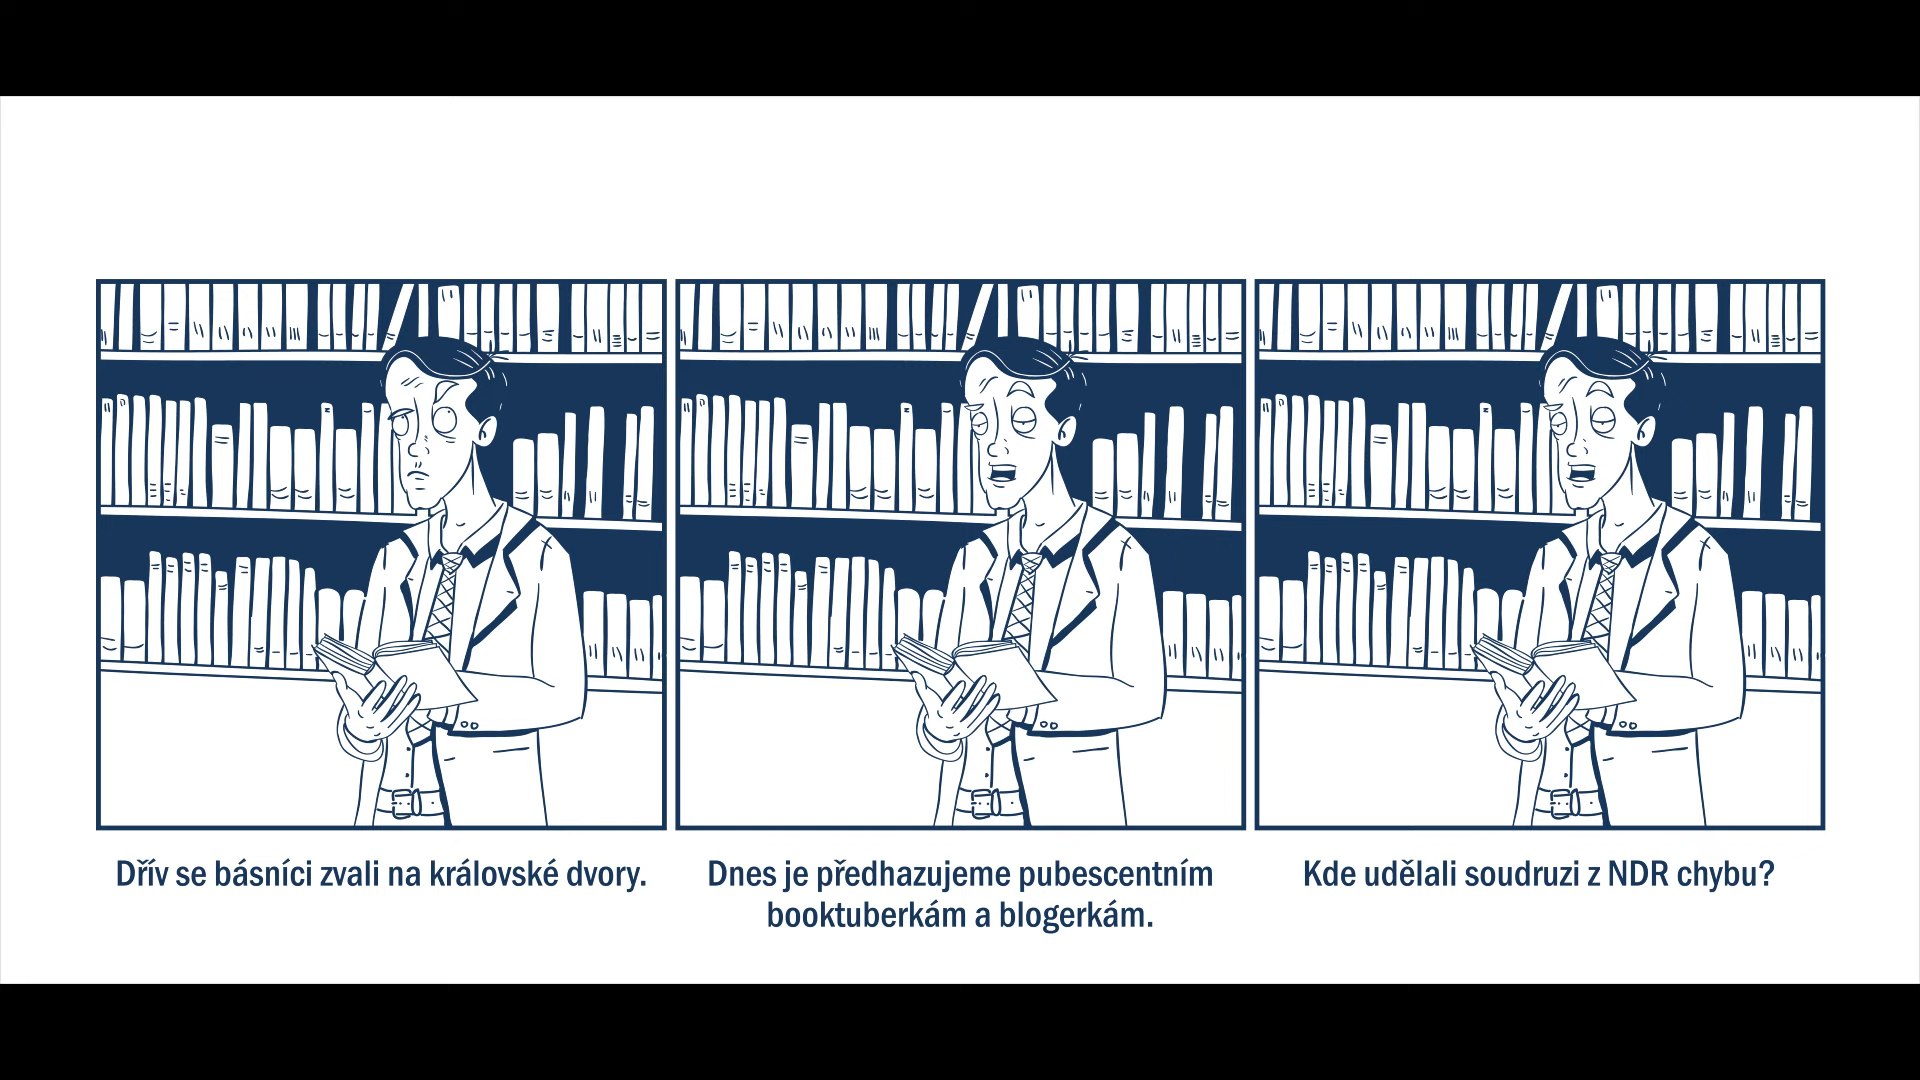 Dřív se básníci zvali na královské dvory.
Dnes je předhazujeme pubescentním
booktuberkám a blogerkám.
Kde udělali soudruzi z NDR chybu?